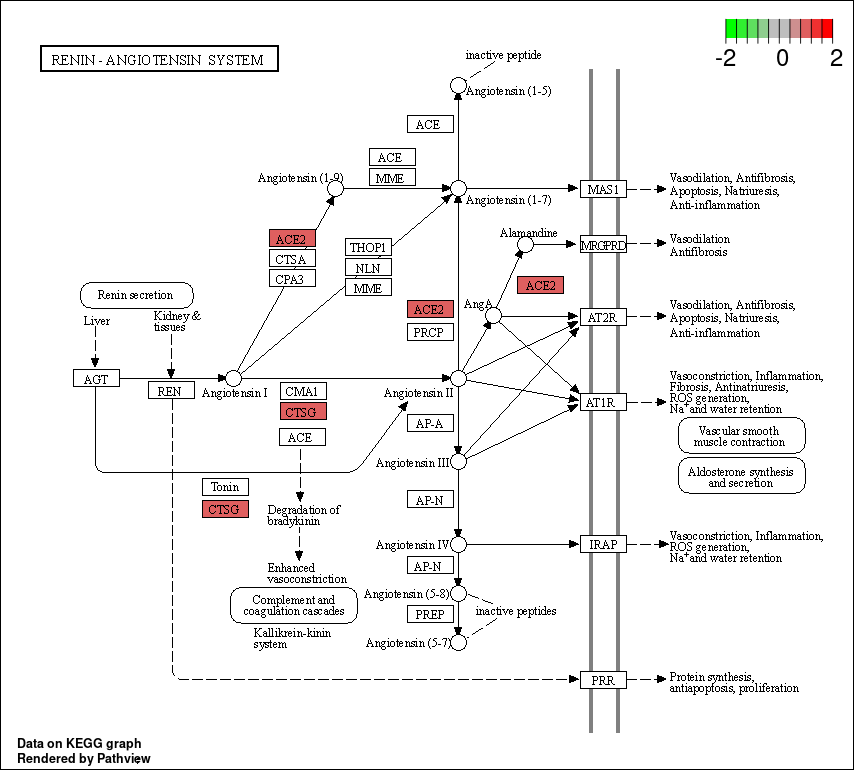 RENIN - ANGIOTENSIN SYSTEM
-2 0 2
inactive peptide
Angiotensin (1-5)
ACE
ACE
MME
Angiotensin (1-9)
Angiotensin (1-7)
MAS1
Vasodilation, Antifibrosis,
Apoptosis, Natriuresis,
Anti-inflammation
ACE2
CTSA
CPA3
THOP1
NLN
MME
Alamandine
MRGPRD
Vasodilation
Antifibrosis
ACE2
Renin secretion
Liver
Kidney &
tissues
ACE2
PRCP
AngA
AT2R
Vasodilation, Antifibrosis,
Apoptosis, Natriuresis,
Anti-inflammation
AGT
REN
Angiotensin I
CMA1
CTSG
ACE
Angiotensin II
AT1R
Vasoconstriction, Inflammation,
Fibrosis, Antinatriuresis,
ROS generation,
Na+ and water retention
Vascular smooth
muscle contraction
Aldosterone synthesis
and secretion
AP-A
Angiotensin III
Tonin
CTSG
Degradation of
bradykinin
Enhanced
vasoconstriction
Complement and
coagulation cascades
Kallikrein-kinin
system
AP-N
Angiotensin IV
IRAP
Vasoconstriction, Inflammation,
ROS generation,
Na+ and water retention
AP-N
Angiotensin (5-8)
inactive peptides
PREP
Angiotensin (5-7)
PRR
Protein synthesis,
antiapoptosis, proliferation
Data on KEGG graph
Rendered by Pathview